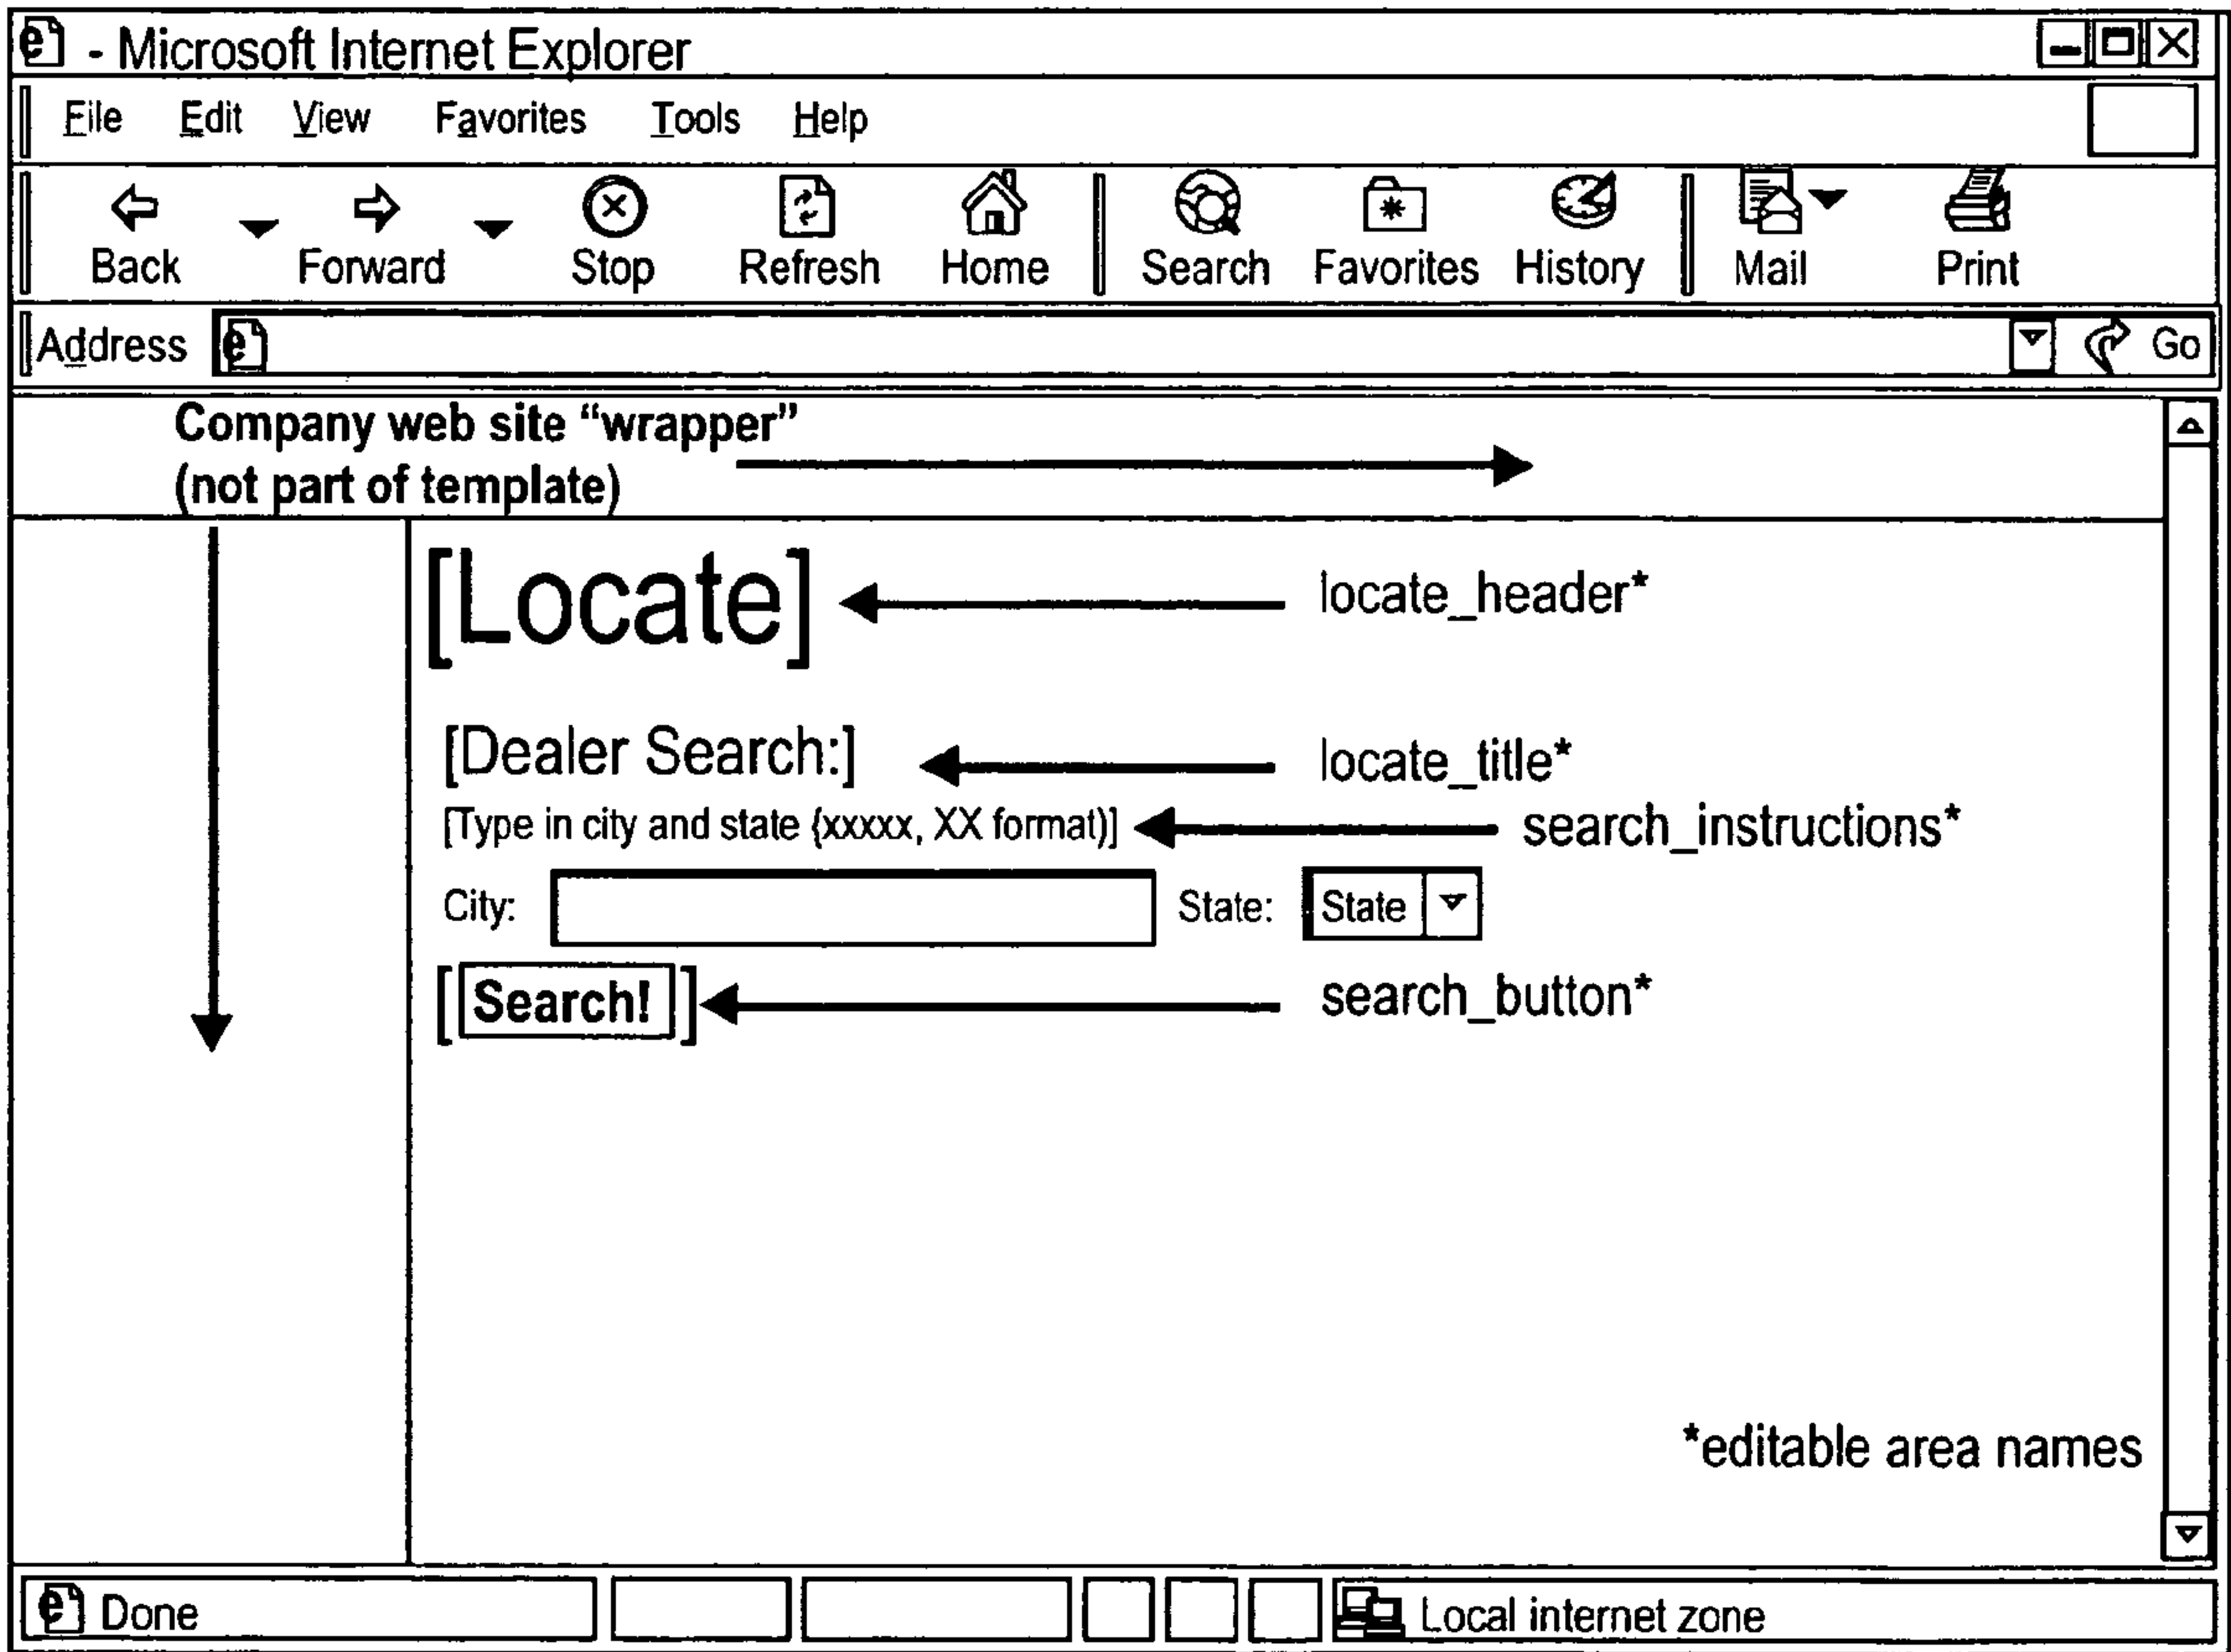 - Microsoft Internet Explorer
File Edit View Favorites Tools Help
Back Forward Stop Refresh Home Search Favorites History Mail Print
Address Go
Company web site “wrapper”
(not part of template)
[Locate] locate_header*
[Dealer Search:] locate_title*
[Type in city and state (xxxxx, XX format)] search_instructions*
City: State: State
[Search!] search_button*
*editable area names
Done Local internet zone